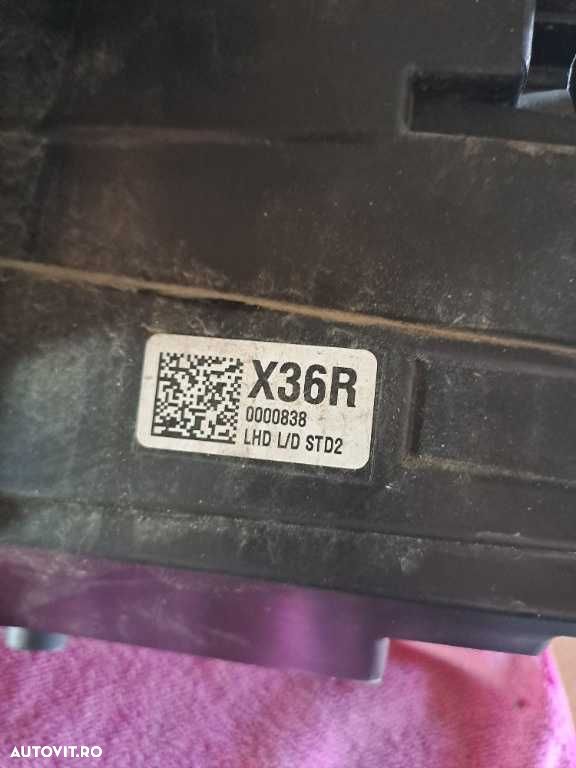 X36R
0000838
LHD L/D STD2
AUTOVIT.RO